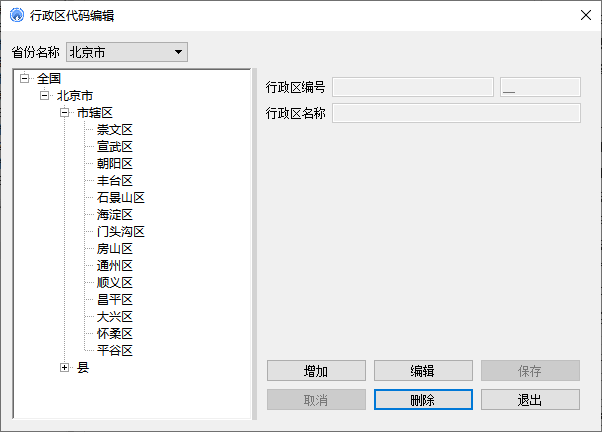 行政区代码编辑
省份名称 北京市
全国
北京市
市辖区
崇文区
宣武区
朝阳区
丰台区
石景山区
海淀区
门头沟区
房山区
通州区
顺义区
昌平区
大兴区
怀柔区
平谷区
县
行政区编号 __
行政区名称
增加 编辑 保存
取消 删除 退出